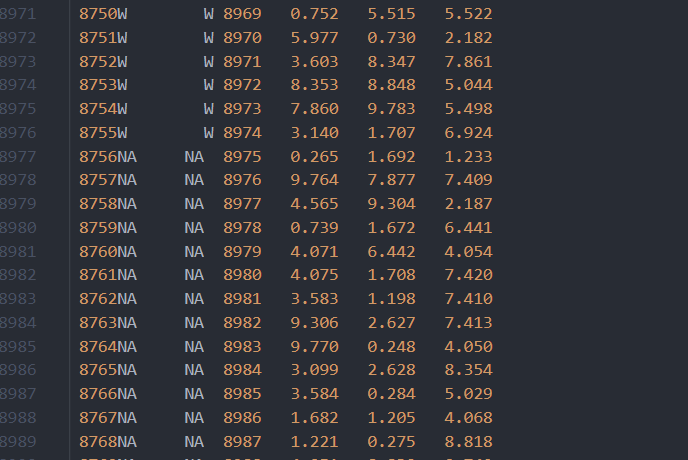 8971 8750W W 8969 0.752 5.515 5.522
8972 8751W W 8970 5.977 0.730 2.182
8973 8752W W 8971 3.603 8.347 7.861
8974 8753W W 8972 8.353 8.848 5.044
8975 8754W W 8973 7.860 9.783 5.498
8976 8755W W 8974 3.140 1.707 6.924
8977 8756NA NA 8975 0.265 1.692 1.233
8978 8757NA NA 8976 9.764 7.877 7.409
8979 8758NA NA 8977 4.565 9.304 2.187
8980 8759NA NA 8978 0.739 1.672 6.441
8981 8760NA NA 8979 4.071 6.442 4.054
8982 8761NA NA 8980 4.075 1.708 7.420
8983 8762NA NA 8981 3.583 1.198 7.410
8984 8763NA NA 8982 9.306 2.627 7.413
8985 8764NA NA 8983 9.770 0.248 4.050
8986 8765NA NA 8984 3.099 2.628 8.354
8987 8766NA NA 8985 3.584 0.284 5.029
8988 8767NA NA 8986 1.682 1.205 4.068
8989 8768NA NA 8987 1.221 0.275 8.818